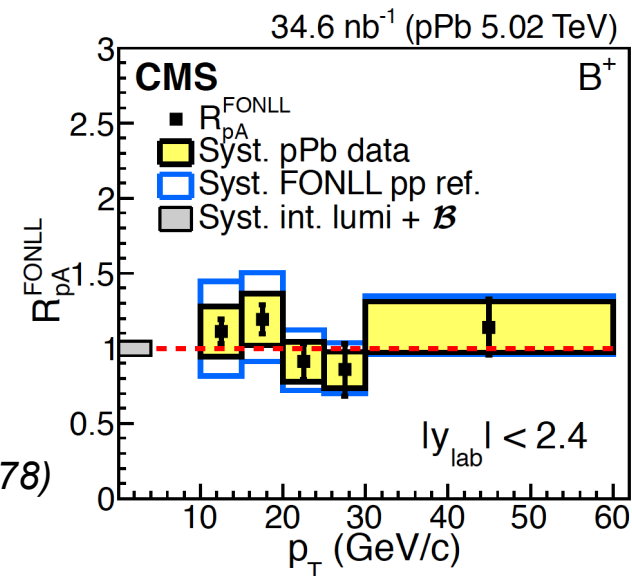 34.6 nb⁻¹ (pPb 5.02 TeV)
CMS
B⁺
R_pA^FONLL
Syst. pPb data
Syst. FONLL pp ref.
Syst. int. lumi + ℬ
R_pA^FONLL
3
2.5
2
1.5
1
0.5
0
|y_lab| < 2.4
78)
0 10 20 30 40 50 60
p_T (GeV/c)